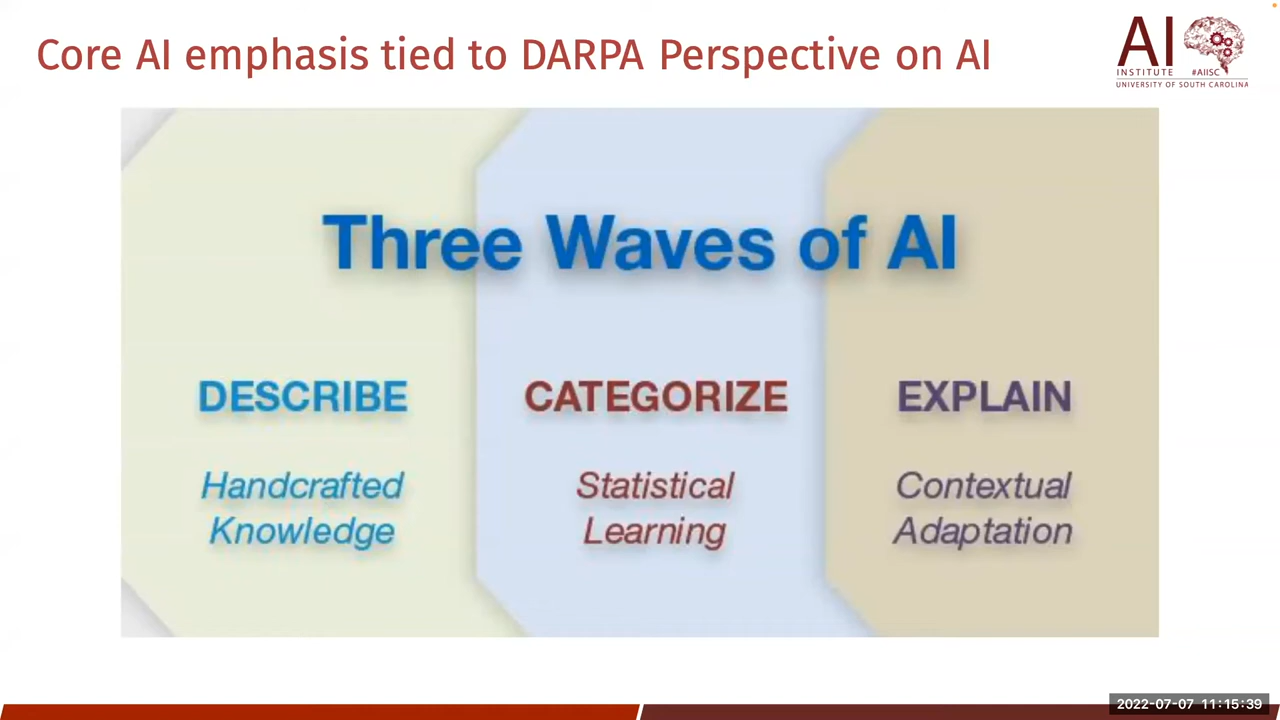 Core AI emphasis tied to DARPA Perspective on AI
AI
INSTITUTE #AIISC
UNIVERSITY OF SOUTH CAROLINA
Three Waves of AI
DESCRIBE
Handcrafted
Knowledge
CATEGORIZE
Statistical
Learning
EXPLAIN
Contextual
Adaptation
2022-07-07 11:15:39